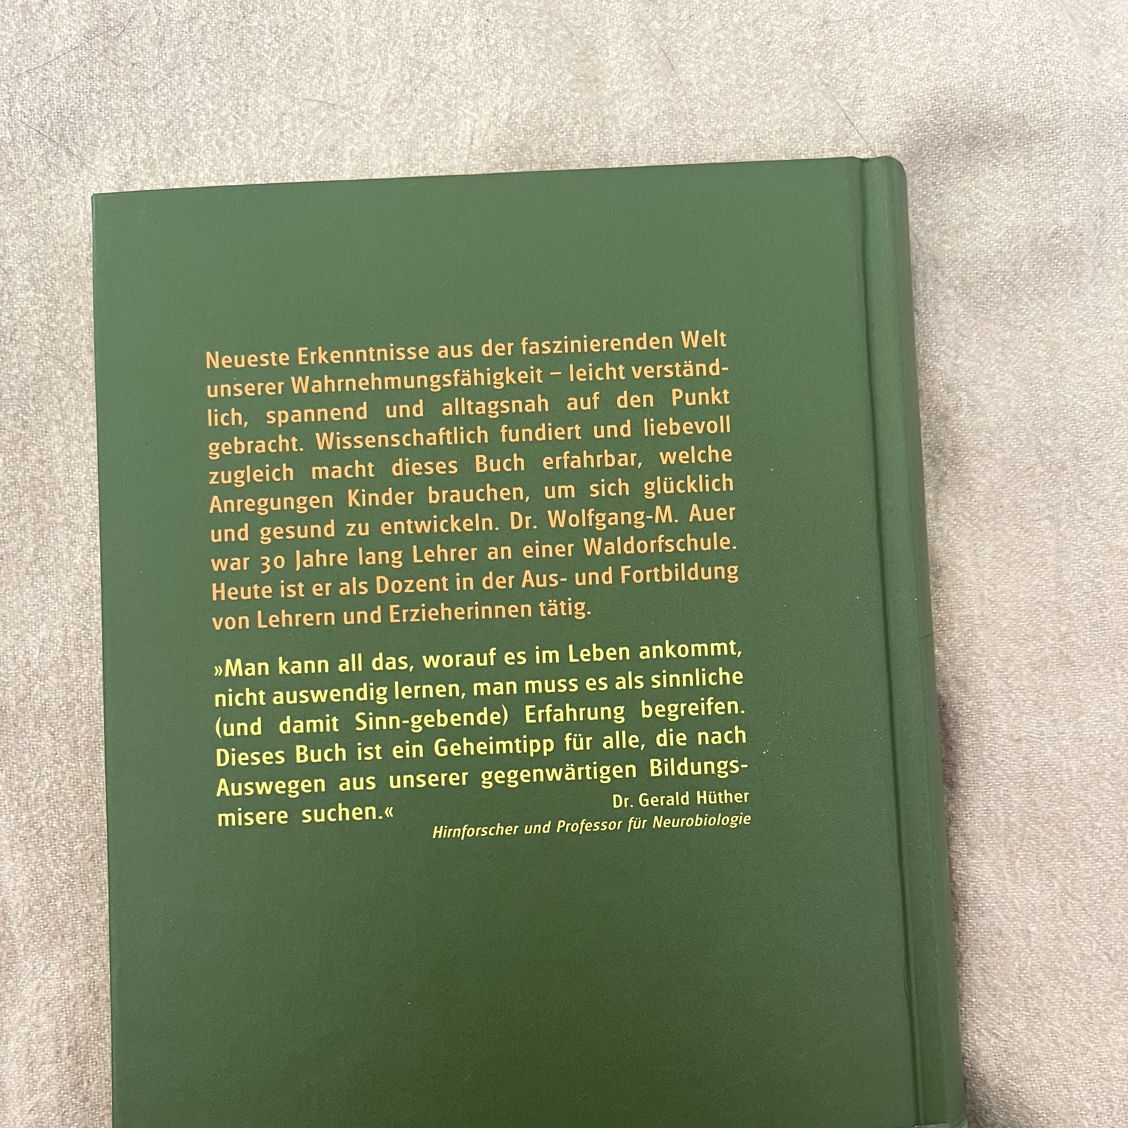 Neueste Erkenntnisse aus der faszinierenden Welt
unserer Wahrnehmungsfähigkeit – leicht verständ-
lich, spannend und alltagsnah auf den Punkt
gebracht. Wissenschaftlich fundiert und liebevoll
zugleich macht dieses Buch erfahrbar, welche
Anregungen Kinder brauchen, um sich glücklich
und gesund zu entwickeln. Dr. Wolfgang-M. Auer
war 30 Jahre lang Lehrer an einer Waldorfschule.
Heute ist er als Dozent in der Aus- und Fortbildung
von Lehrern und Erzieherinnen tätig.
»Man kann all das, worauf es im Leben ankommt,
nicht auswendig lernen, man muss es als sinnliche
(und damit Sinn-gebende) Erfahrung begreifen.
Dieses Buch ist ein Geheimtipp für alle, die nach
Auswegen aus unserer gegenwärtigen Bildungs-
misere suchen.«
Dr. Gerald Hüther
Hirnforscher und Professor für Neurobiologie